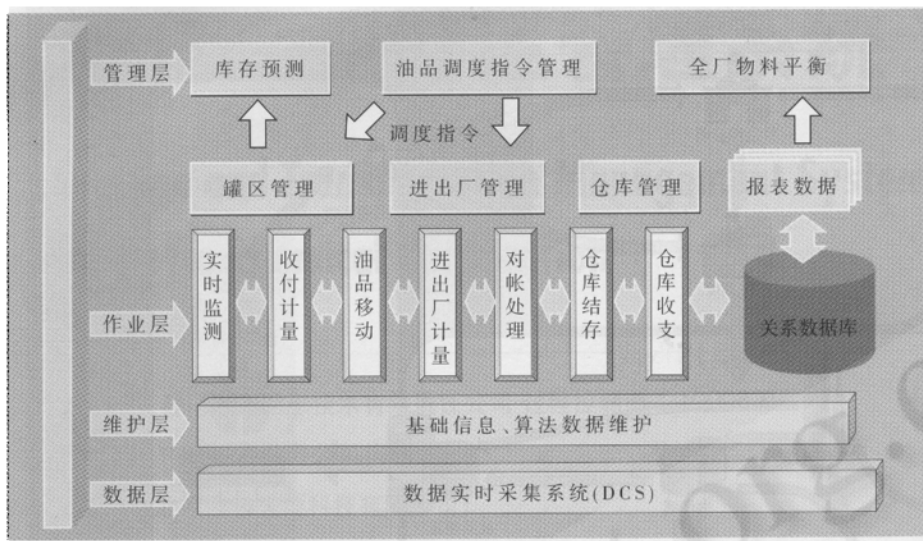 管理层
库存预测
油品调度指令管理
全厂物料平衡
调度指令
罐区管理
进出厂管理
仓库管理
报表数据
作业层
实时监测
收付计量
油品移动
进出厂计量
对帐处理
仓库结存
仓库收支
关系数据库
维护层
基础信息、算法数据维护
数据层
数据实时采集系统(DCS)
org.c